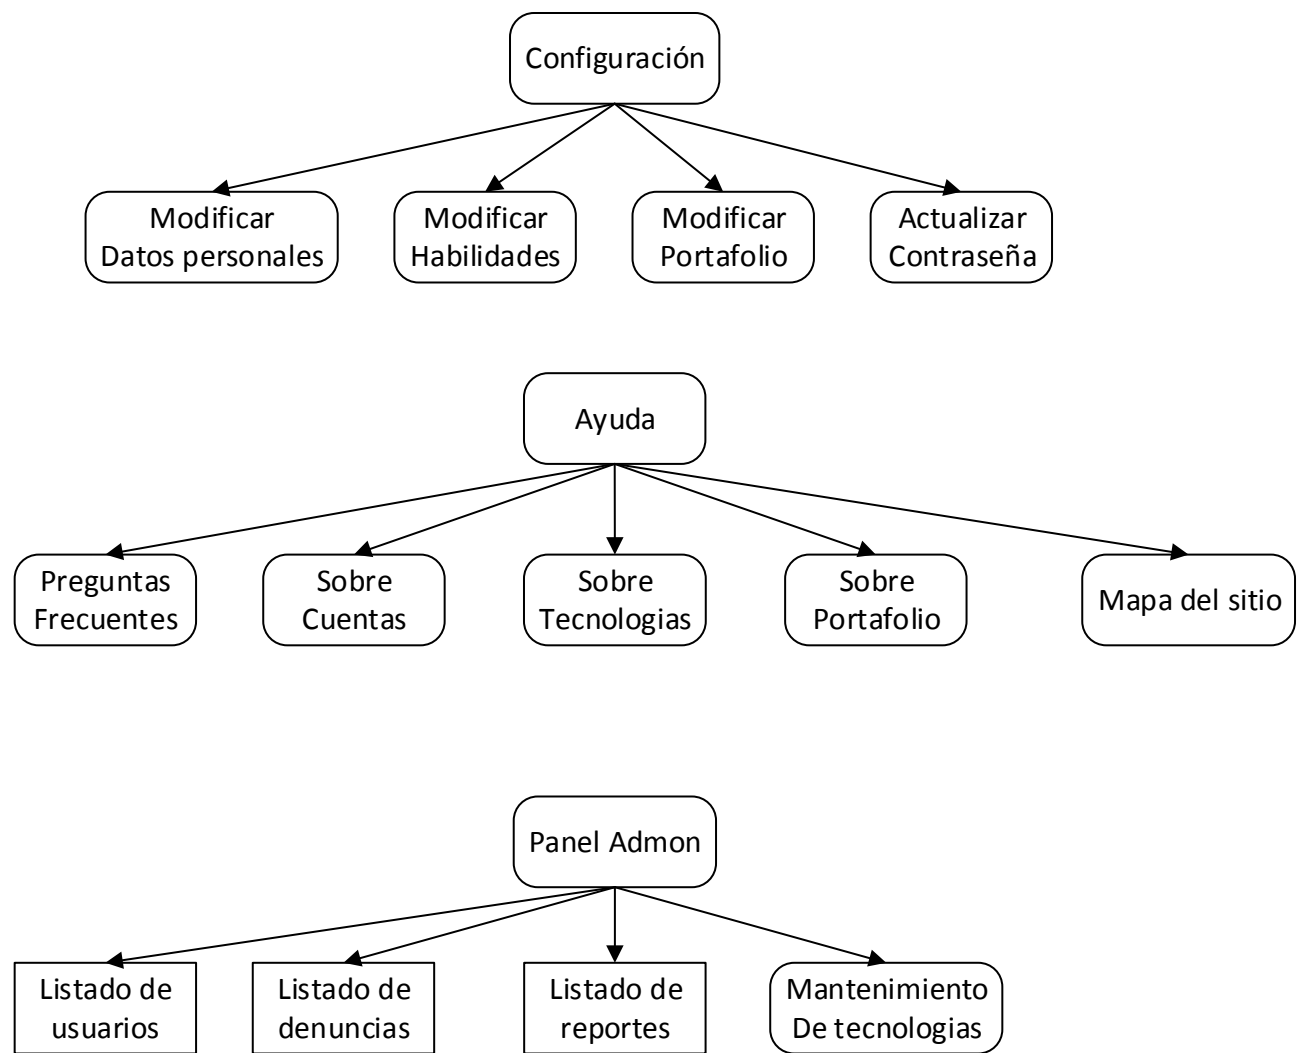 Configuración
Modificar
Datos personales
Modificar
Habilidades
Modificar
Portafolio
Actualizar
Contraseña
Ayuda
Preguntas
Frecuentes
Sobre
Cuentas
Sobre
Tecnologias
Sobre
Portafolio
Mapa del sitio
Panel Admon
Listado de
usuarios
Listado de
denuncias
Listado de
reportes
Mantenimiento
De tecnologias